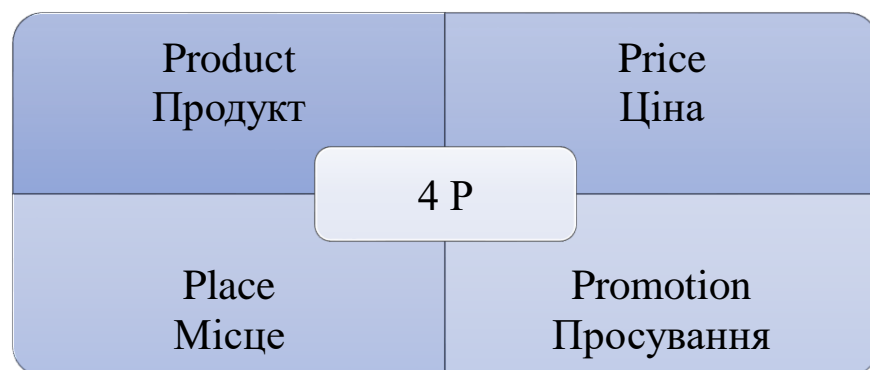 Product
Продукт
Price
Ціна
4 P
Place
Місце
Promotion
Просування